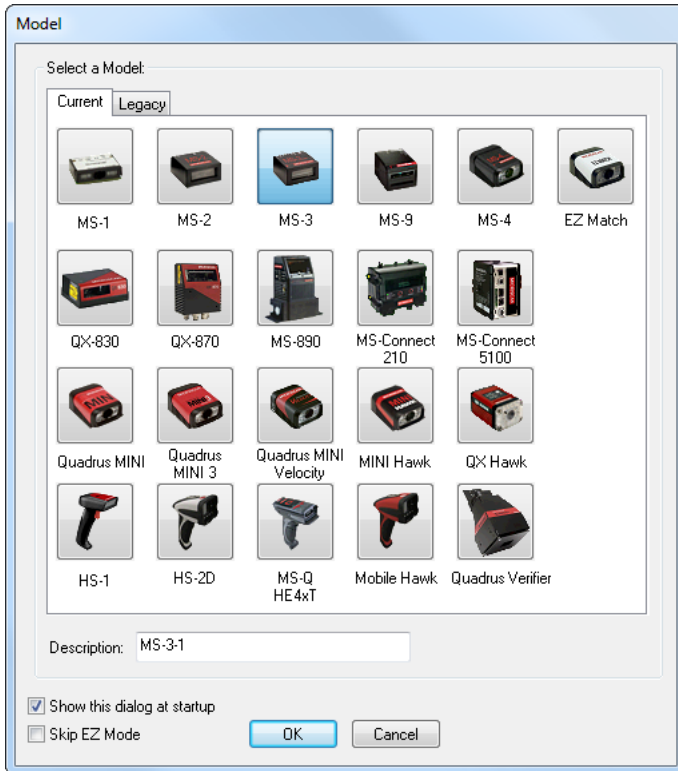 Model
Select a Model:
Current Legacy
MS-1 MS-2 MS-3 MS-9 MS-4 EZ Match
QX-830 QX-870 MS-890 MS-Connect 210 MS-Connect 5100
Quadrus MINI Quadrus MINI 3 Quadrus MINI Velocity MINI Hawk QX Hawk
HS-1 HS-2D MS-Q HE4xT Mobile Hawk Quadrus Verifier
Description: MS-3-1
Show this dialog at startup
Skip EZ Mode OK Cancel